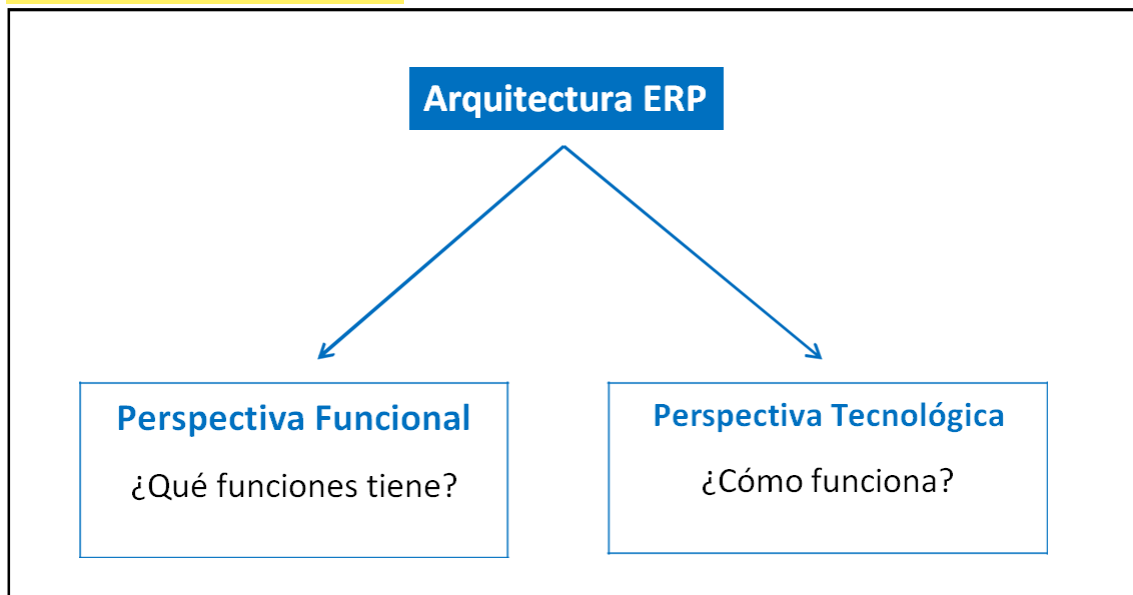 Arquitectura ERP
Perspectiva Funcional
¿Qué funciones tiene?
Perspectiva Tecnológica
¿Cómo funciona?